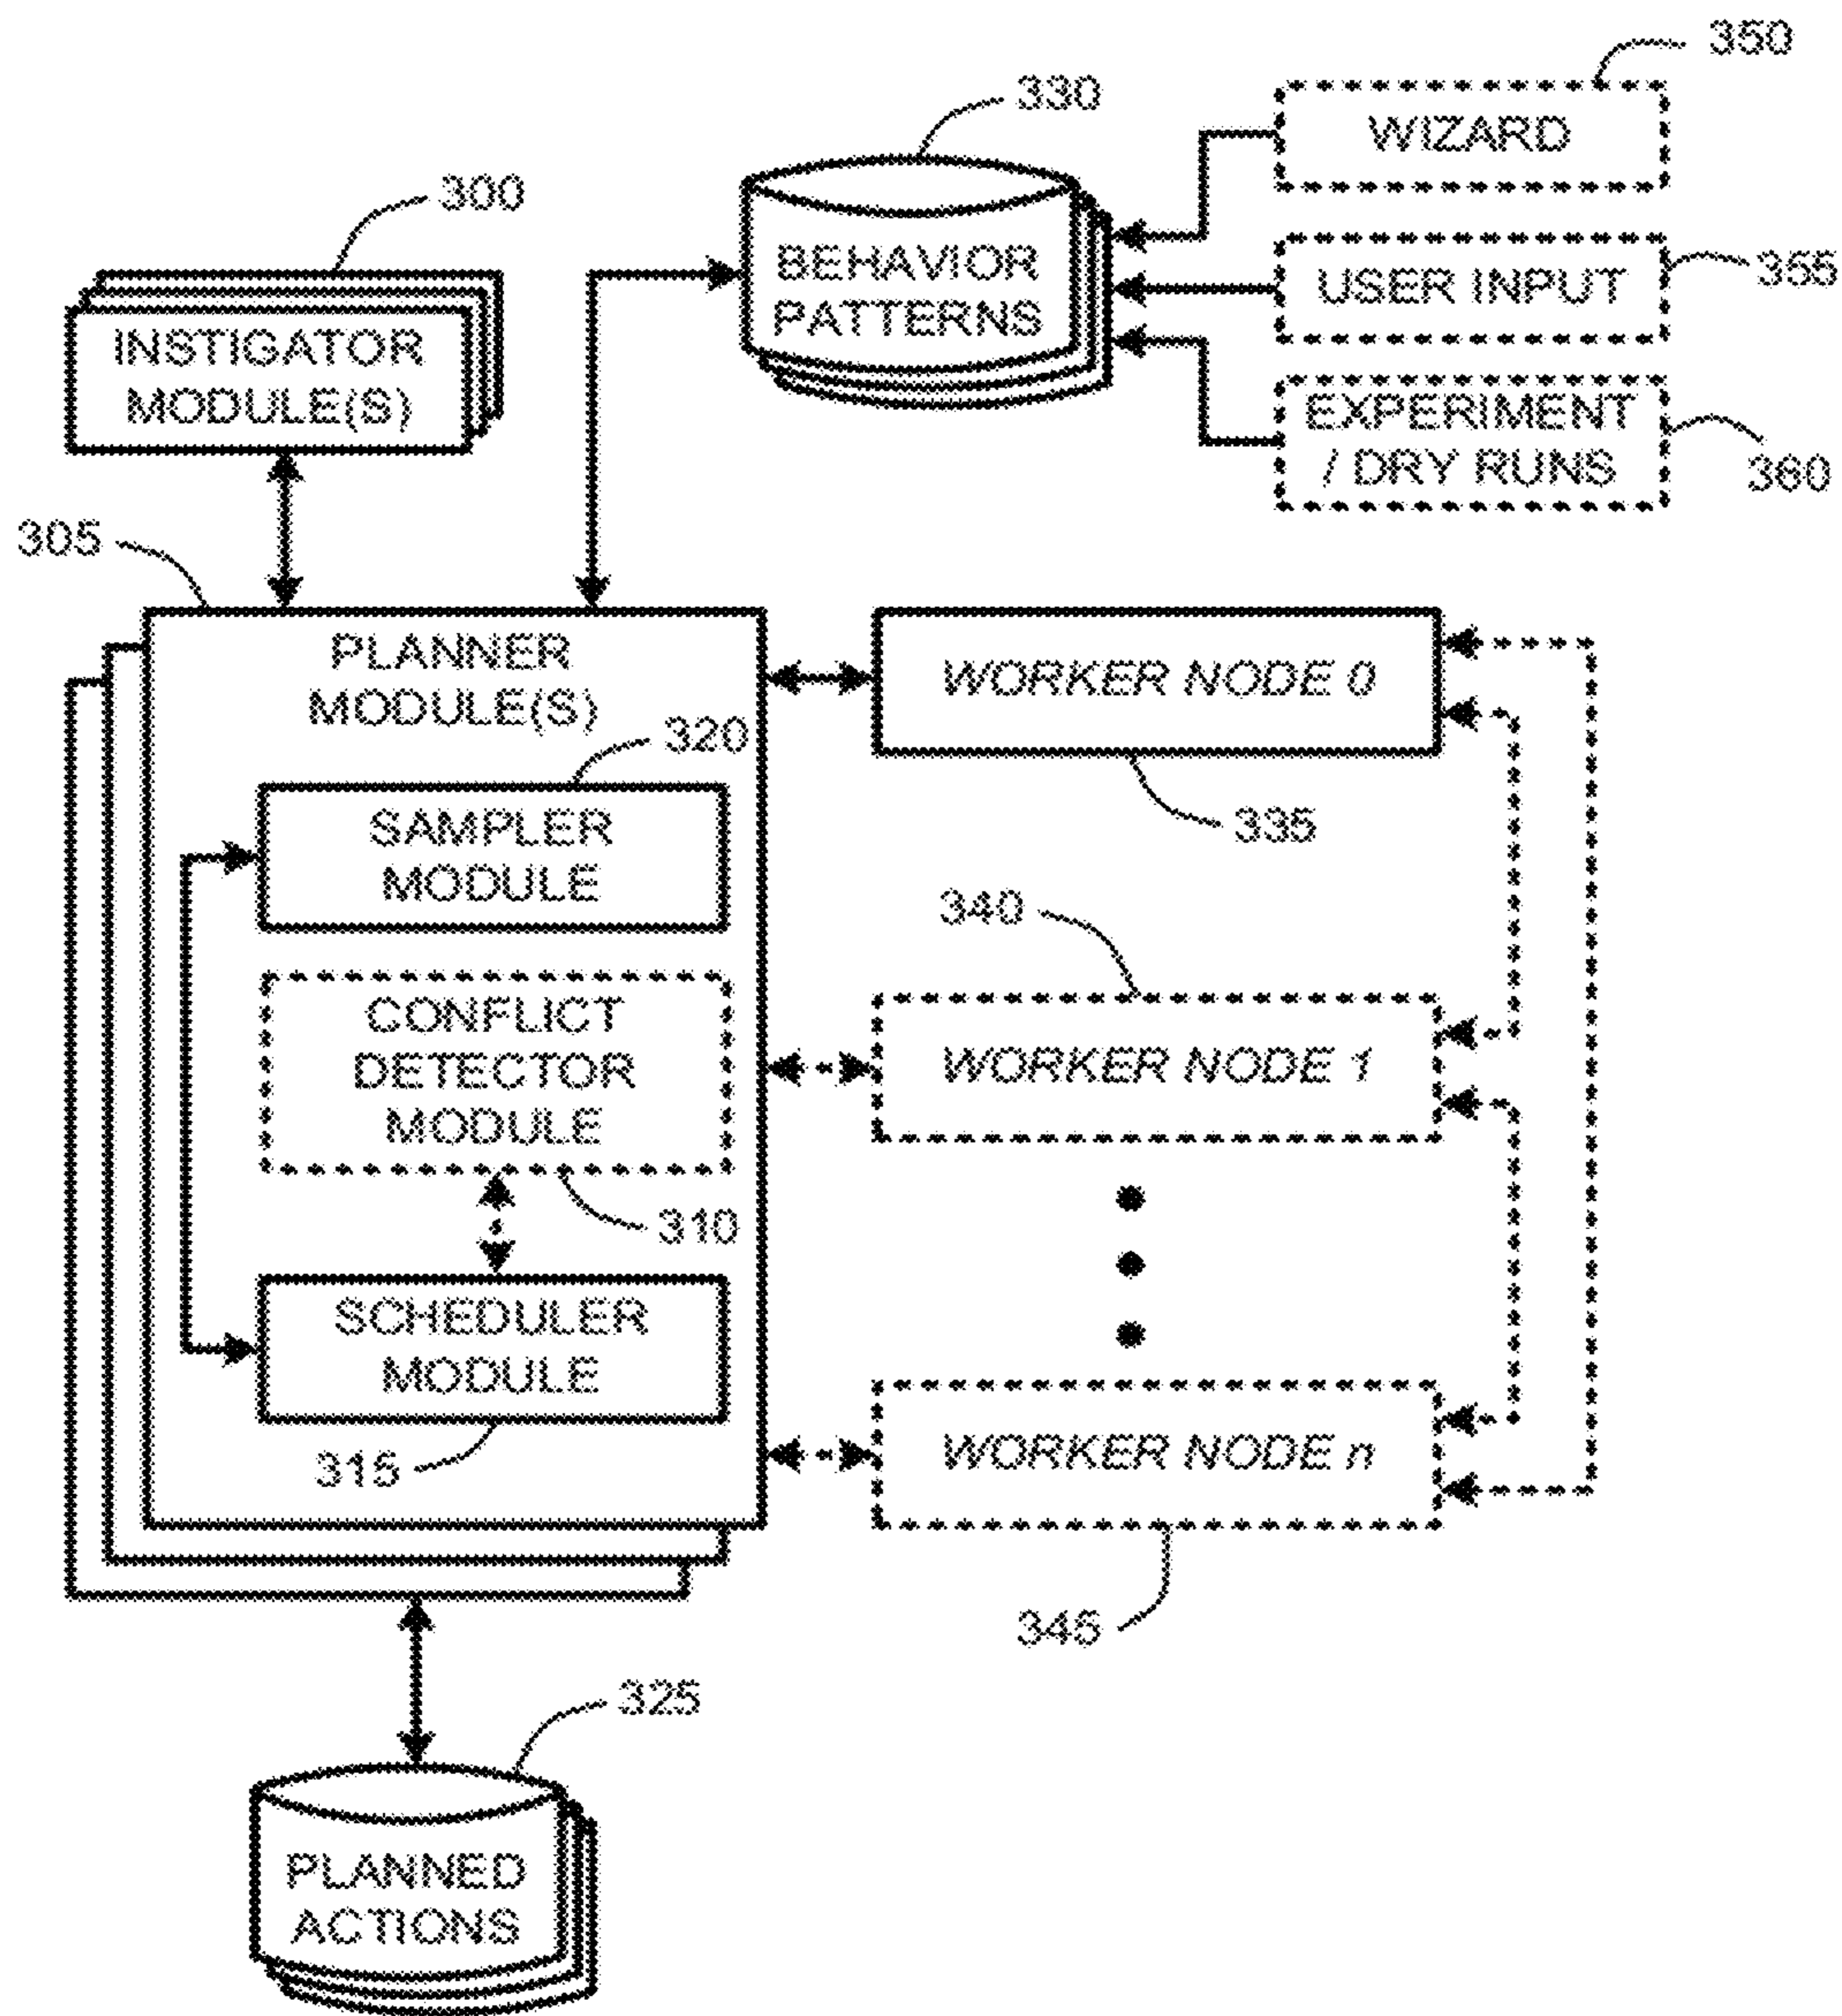 350
WIZARD
330
300
BEHAVIOR
PATTERNS
USER INPUT
355
INSTIGATOR
MODULE(S)
EXPERIMENT
/ DRY RUNS
360
305
PLANNER
MODULE(S)
WORKER NODE 0
320
335
SAMPLER
MODULE
340
CONFLICT
DETECTOR
MODULE
WORKER NODE 1
310
SCHEDULER
MODULE
315
WORKER NODE n
345
325
PLANNED
ACTIONS